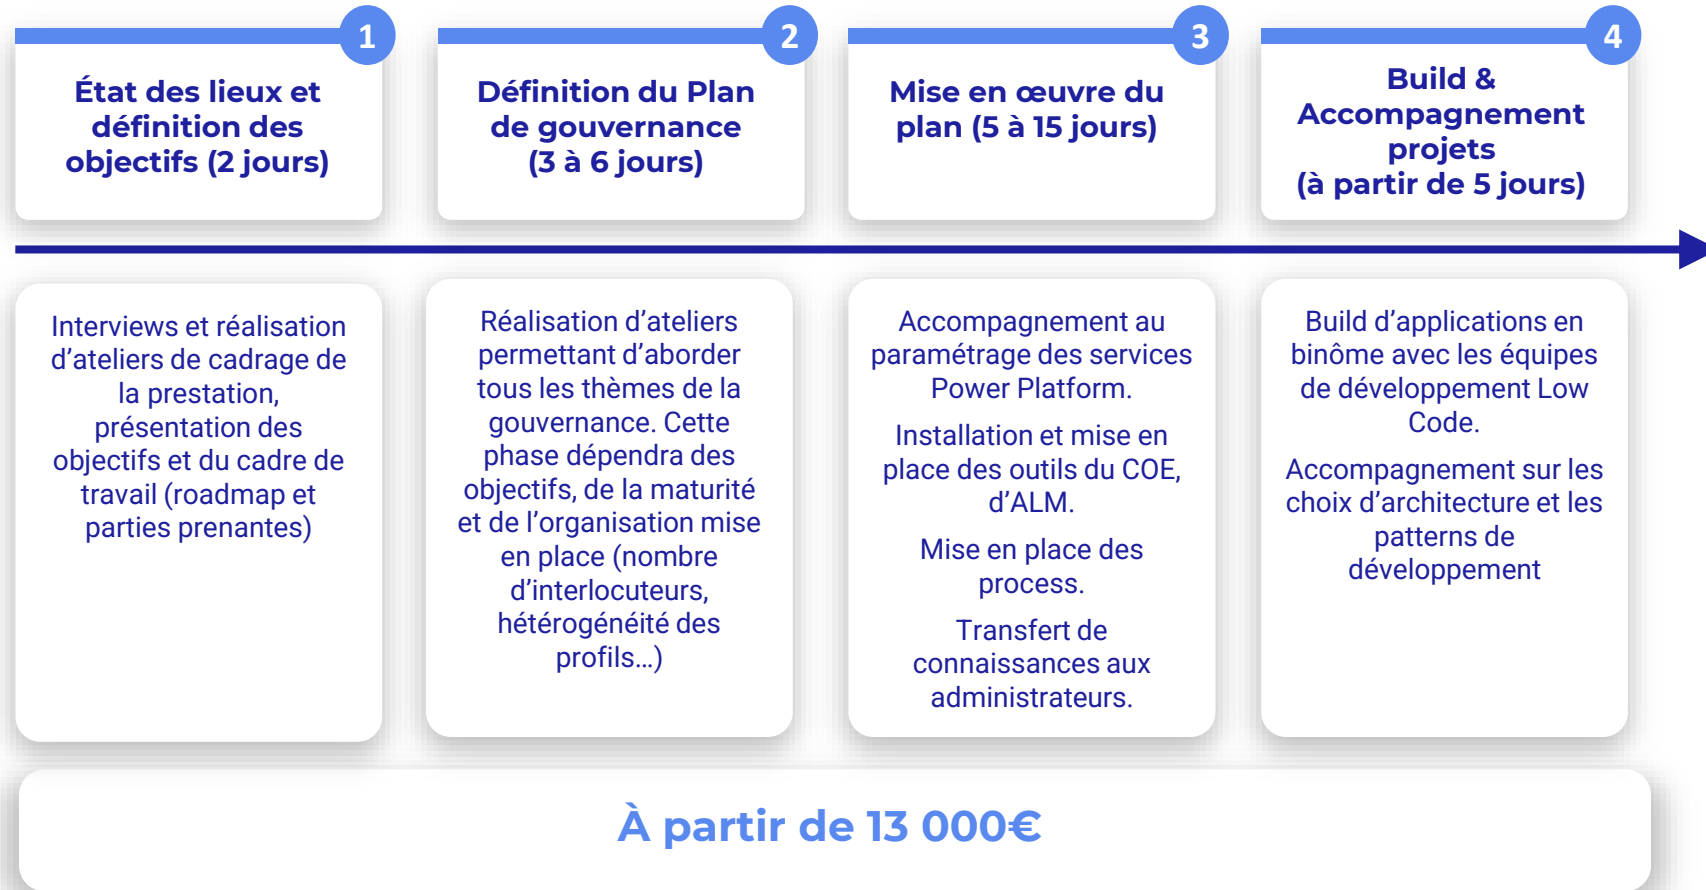 1
État des lieux et
définition des
objectifs (2 jours)
2
Définition du Plan
de gouvernance
(3 à 6 jours)
3
Mise en œuvre du
plan (5 à 15 jours)
4
Build &
Accompagnement
projets
(à partir de 5 jours)
Interviews et réalisation
d’ateliers de cadrage de
la prestation,
présentation des
objectifs et du cadre de
travail (roadmap et
parties prenantes)
Réalisation d’ateliers
permettant d’aborder
tous les thèmes de la
gouvernance. Cette
phase dépendra des
objectifs, de la maturité
et de l’organisation mise
en place (nombre
d’interlocuteurs,
hétérogénéité des
profils…)
Accompagnement au
paramétrage des services
Power Platform.
Installation et mise en
place des outils du COE,
d’ALM.
Mise en place des
process.
Transfert de
connaissances aux
administrateurs.
Build d’applications en
binôme avec les équipes
de développement Low
Code.
Accompagnement sur les
choix d’architecture et les
patterns de
développement
À partir de 13 000€